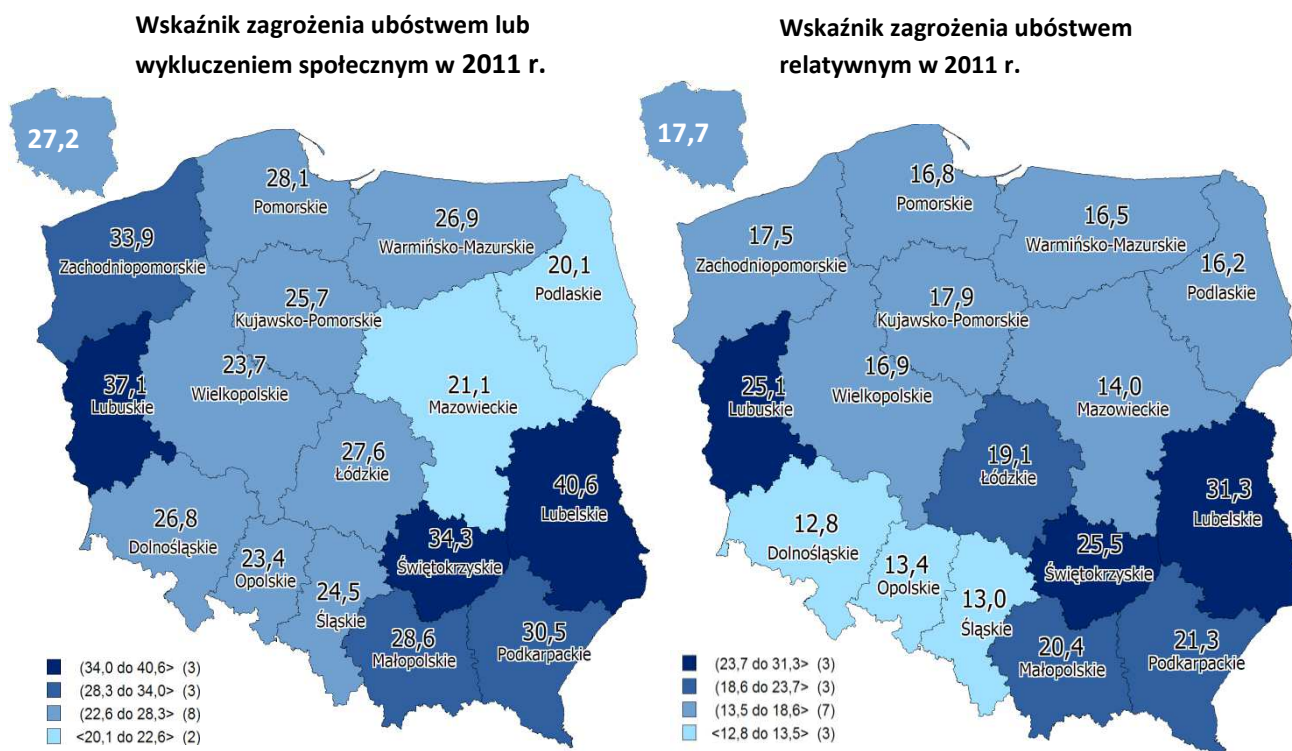 Wskaźnik zagrożenia ubóstwem lub
wykluczeniem społecznym w 2011 r.
27,2
28,1
Pomorskie
26,9
Warmińsko-Mazurskie
33,9
Zachodniopomorskie
20,1
Podlaskie
25,7
Kujawsko-Pomorskie
23,7
Wielkopolskie
21,1
Mazowieckie
37,1
Lubuskie
27,6
Łódzkie
40,6
Lubelskie
26,8
Dolnośląskie
23,4
Opolskie
34,3
Świętokrzyskie
24,5
Śląskie
28,6
Małopolskie
30,5
Podkarpackie
(34,0 do 40,6> (3)
(28,3 do 34,0> (3)
(22,6 do 28,3> (8)
<20,1 do 22,6> (2)
Wskaźnik zagrożenia ubóstwem
relatywnym w 2011 r.
17,7
16,8
Pomorskie
16,5
Warmińsko-Mazurskie
17,5
Zachodniopomorskie
16,2
Podlaskie
17,9
Kujawsko-Pomorskie
16,9
Wielkopolskie
14,0
Mazowieckie
25,1
Lubuskie
19,1
Łódzkie
31,3
Lubelskie
12,8
Dolnośląskie
13,4
Opolskie
25,5
Świętokrzyskie
13,0
Śląskie
20,4
Małopolskie
21,3
Podkarpackie
(23,7 do 31,3> (3)
(18,6 do 23,7> (3)
(13,5 do 18,6> (7)
<12,8 do 13,5> (3)